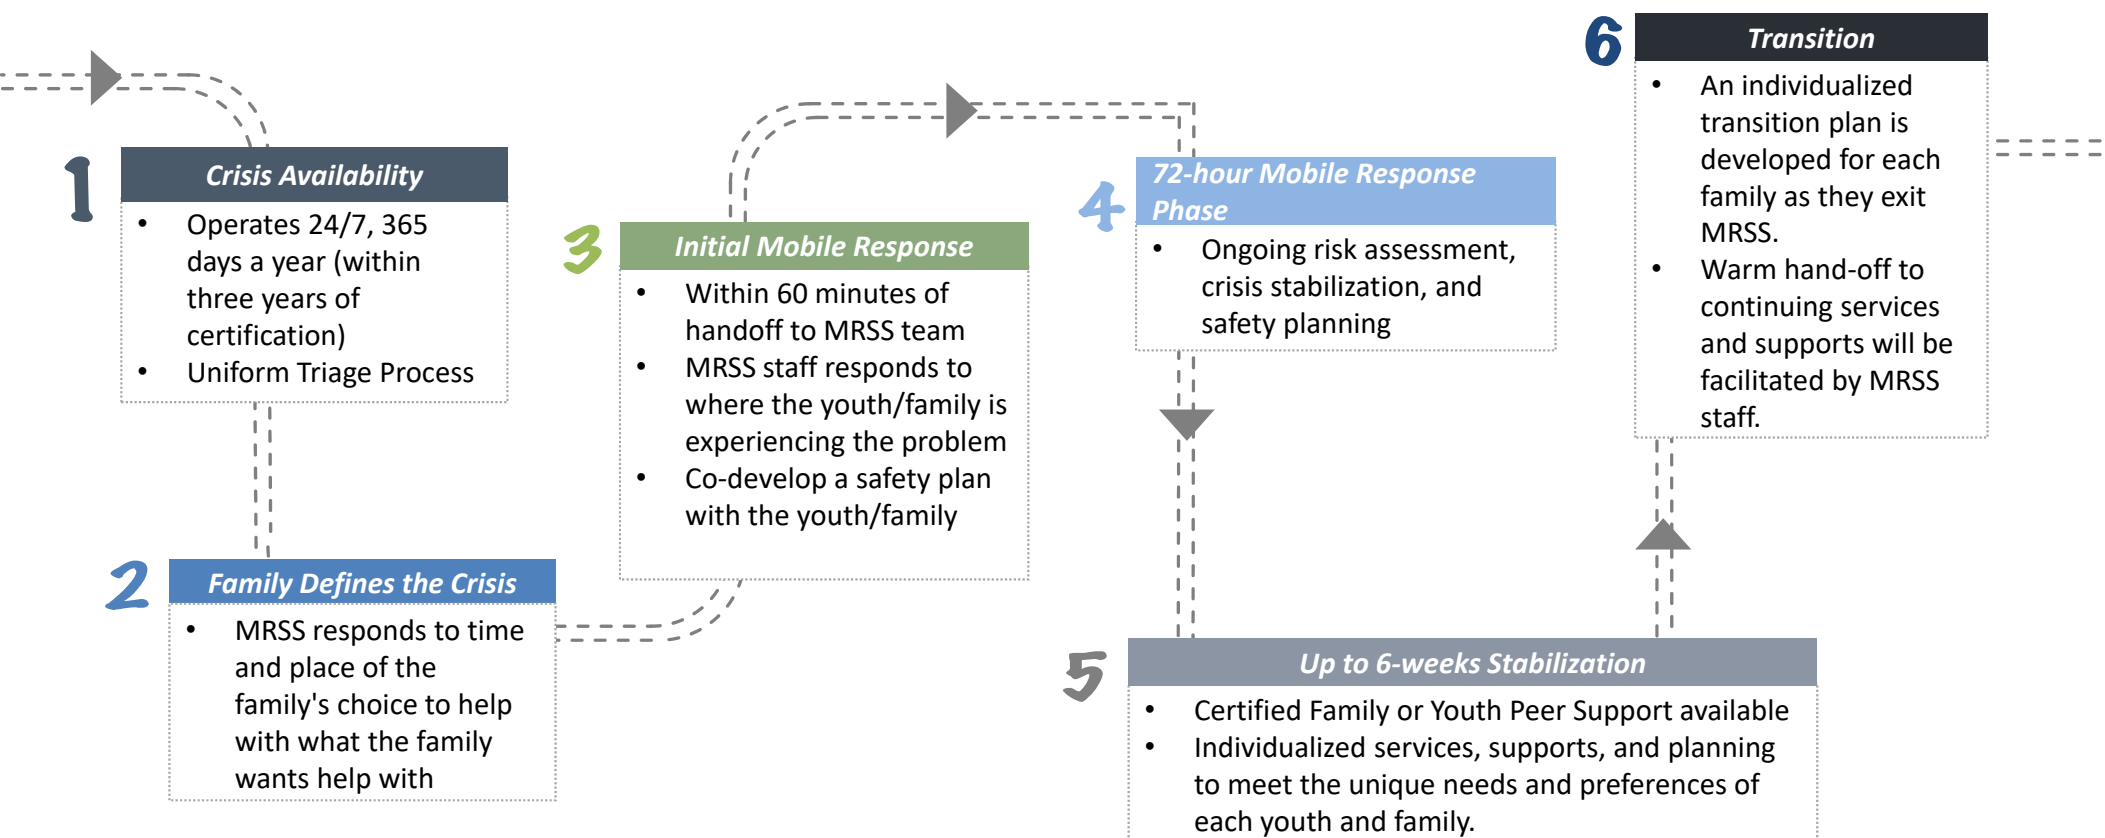 1
Crisis Availability
• Operates 24/7, 365
days a year (within
three years of
certification)
• Uniform Triage Process
2
Family Defines the Crisis
• MRSS responds to time
and place of the
family's choice to help
with what the family
wants help with
3
Initial Mobile Response
• Within 60 minutes of
handoff to MRSS team
• MRSS staff responds to
where the youth/family is
experiencing the problem
• Co-develop a safety plan
with the youth/family
4
72-hour Mobile Response
Phase
• Ongoing risk assessment,
crisis stabilization, and
safety planning
5
Up to 6-weeks Stabilization
• Certified Family or Youth Peer Support available
• Individualized services, supports, and planning
to meet the unique needs and preferences of
each youth and family.
6
Transition
• An individualized
transition plan is
developed for each
family as they exit
MRSS.
• Warm hand-off to
continuing services
and supports will be
facilitated by MRSS
staff.